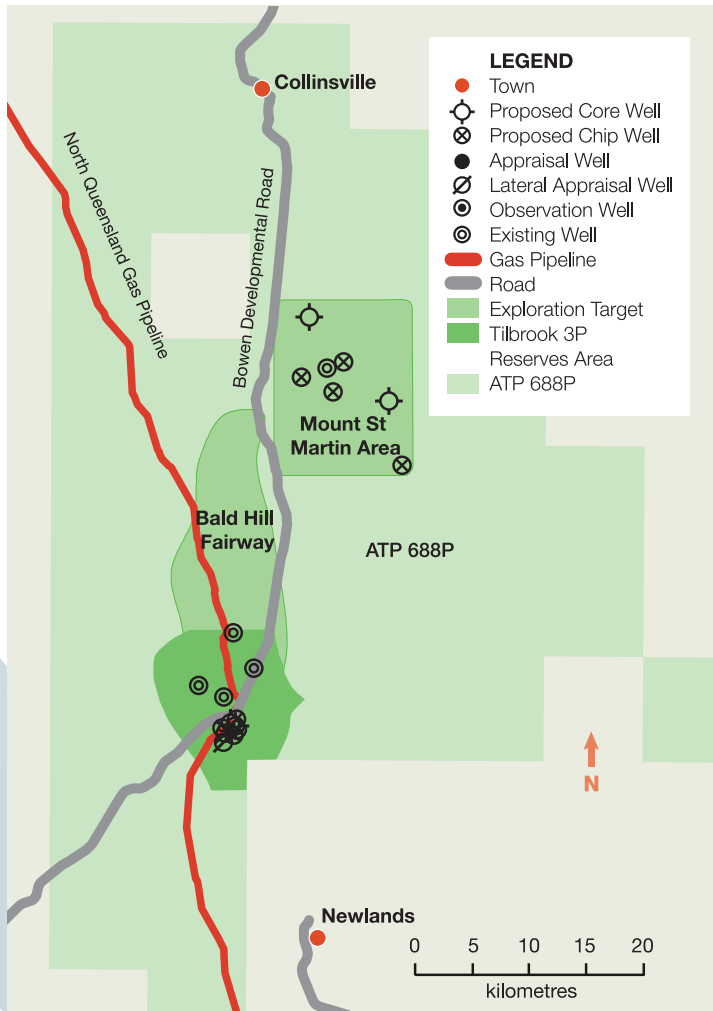 LEGEND
Town
Proposed Core Well
Proposed Chip Well
Appraisal Well
Lateral Appraisal Well
Observation Well
Existing Well
Gas Pipeline
Road
Exploration Target
Tilbrook 3P
Reserves Area
ATP 688P
Collinsville
North Queensland Gas Pipeline
Bowen Developmental Road
Mount St
Martin Area
Bald Hill
Fairway
ATP 688P
N
Newlands
0 5 10 15 20
kilometres